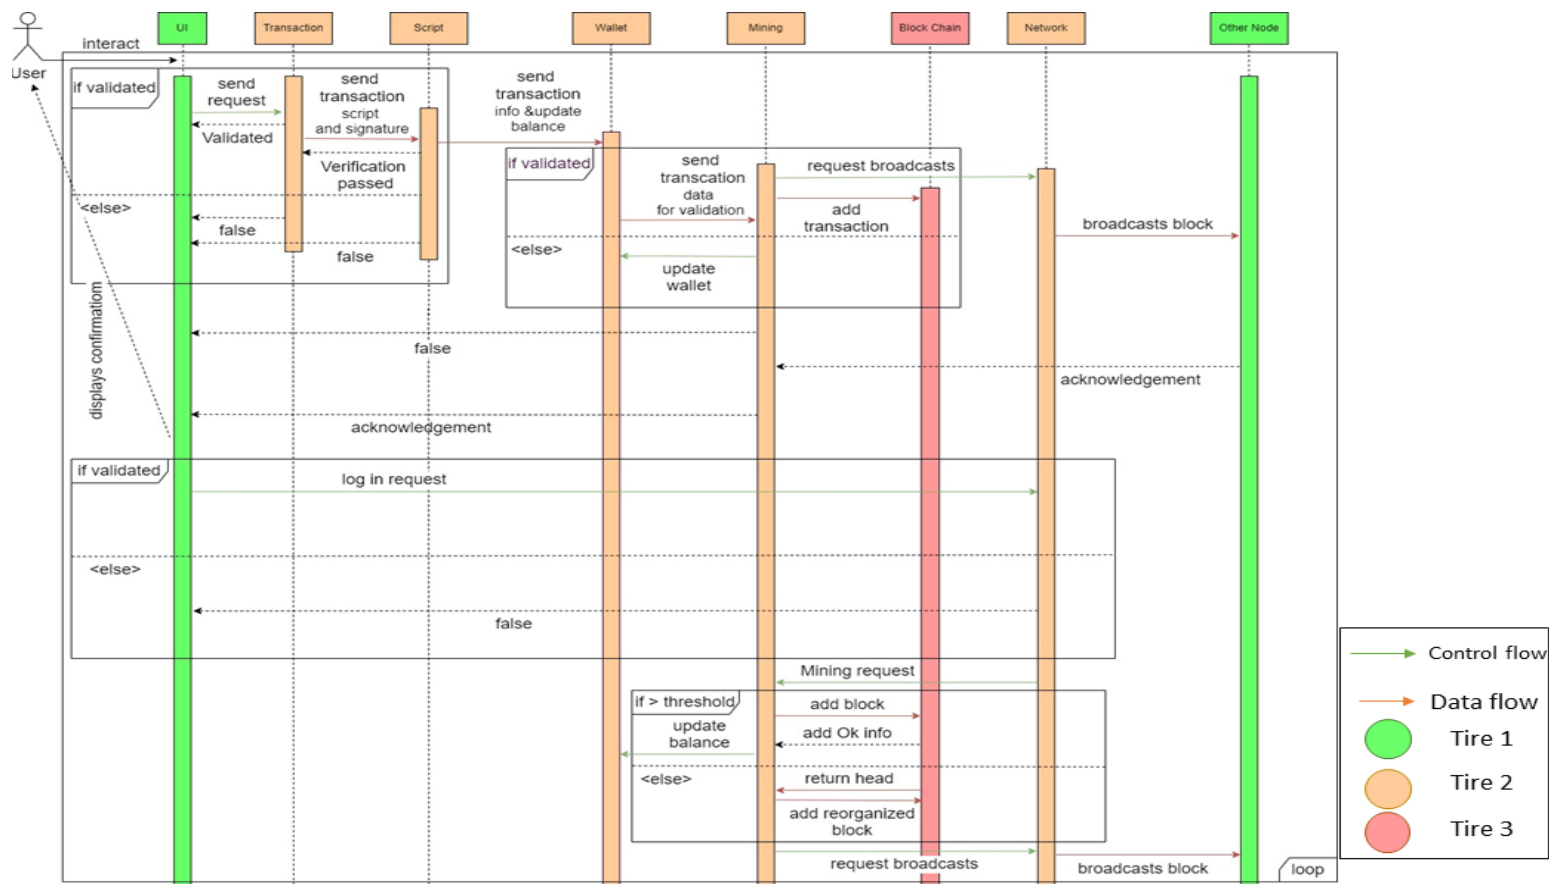 UI
Transaction
Script
Wallet
Mining
Block Chain
Network
Other Node
User
interact
if validated
send
request
Validated
send
transaction
script
and signature
Verification
passed
<else>
false
false
send
transaction
info &update
balance
if validated
send
transcation
data
for validation
request broadcasts
add
transaction
broadcasts block
<else>
update
wallet
displays confirmatiom
false
acknowledgement
acknowledgement
if validated
log in request
<else>
false
Mining request
if > threshold
add block
update
balance
add Ok info
<else>
return head
add reorganized
block
request broadcasts
broadcasts block
loop
Control flow
Data flow
Tire 1
Tire 2
Tire 3